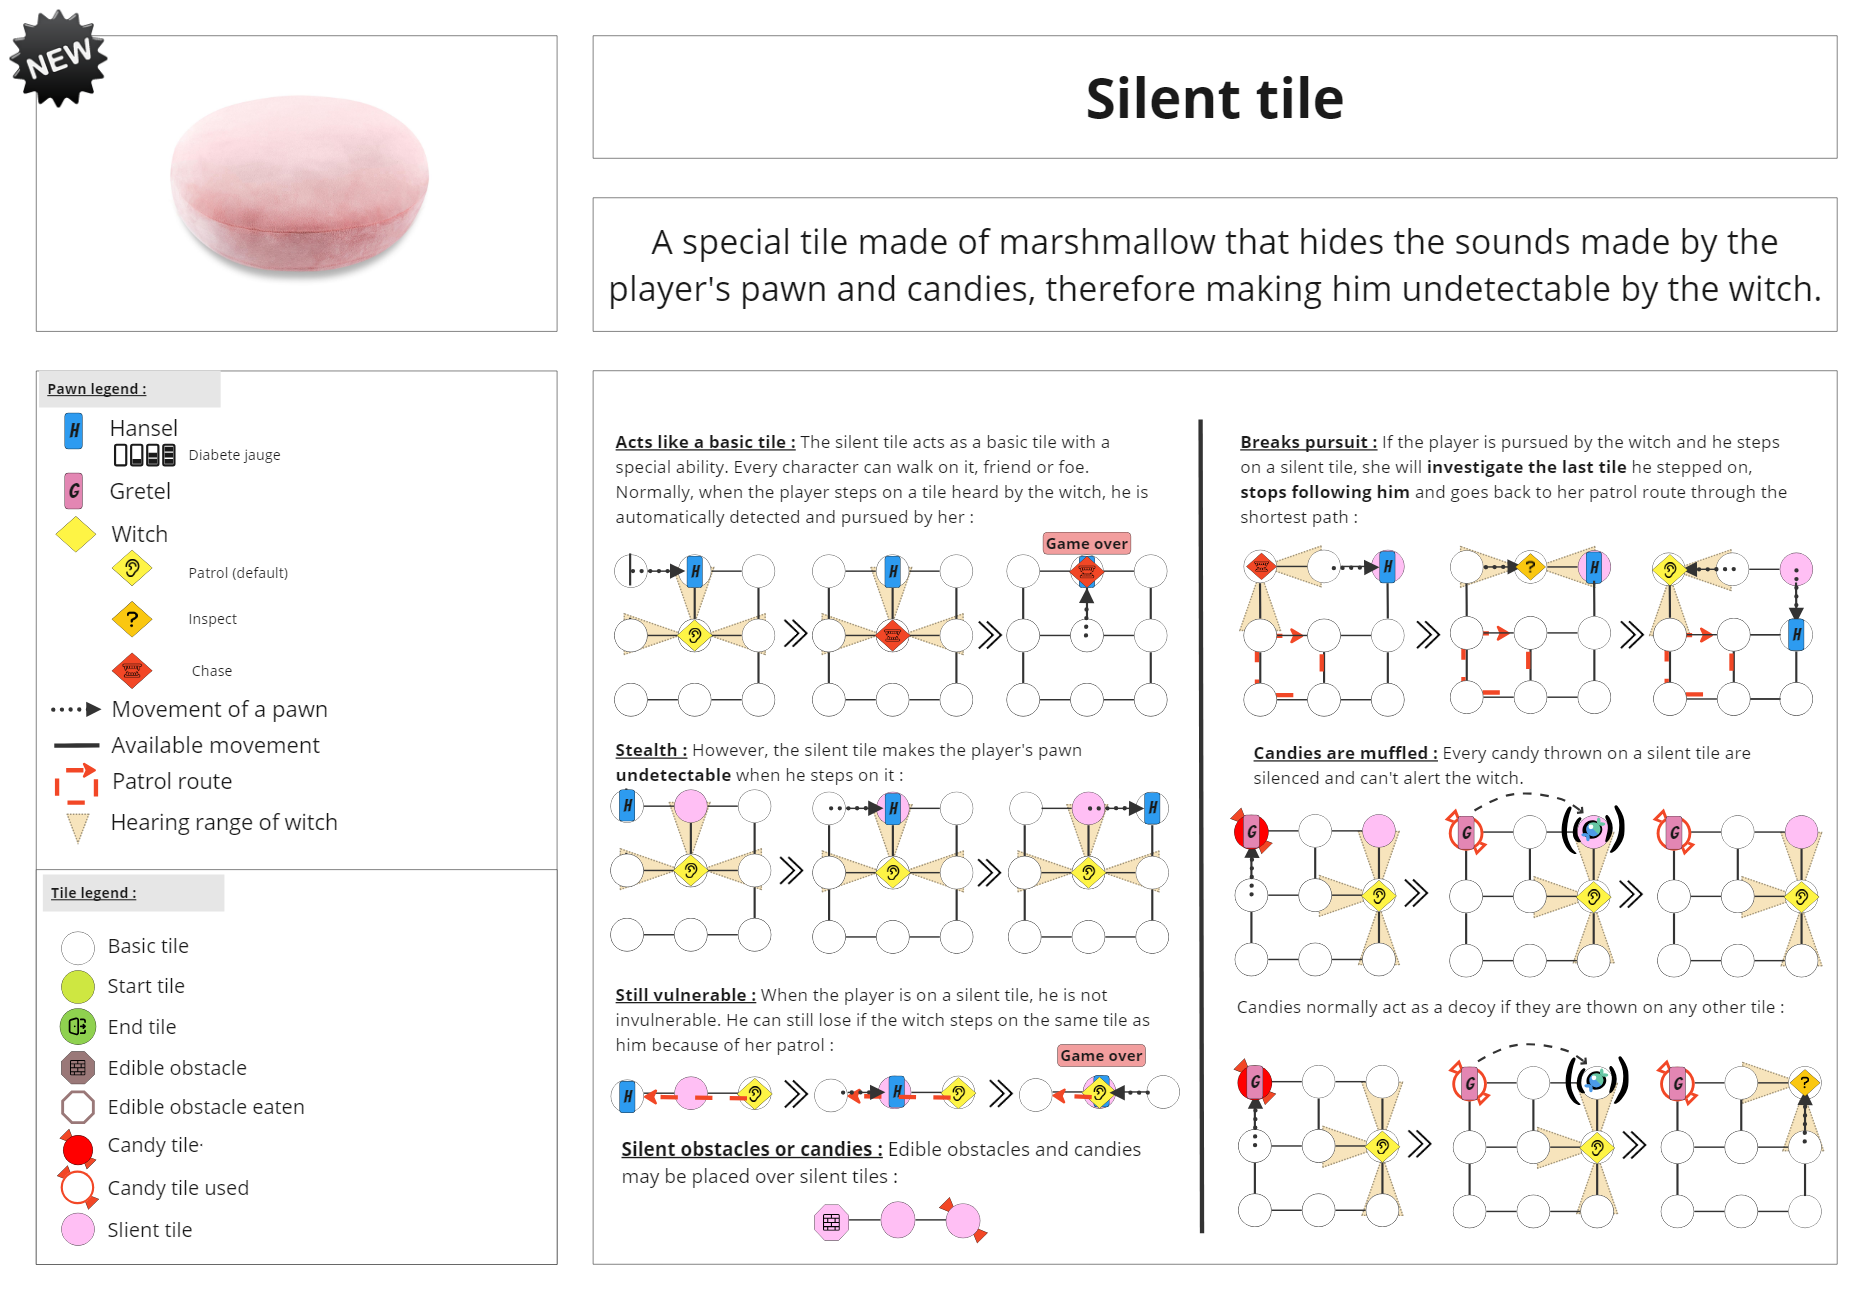 NEW
Silent tile
A special tile made of marshmallow that hides the sounds made by the
player's pawn and candies, therefore making him undetectable by the witch.
Pawn legend :
H
Hansel
Diabete jauge
G
Gretel
Witch
Patrol (default)
?
Inspect
Chase
Movement of a pawn
Available movement
Patrol route
Hearing range of witch
Tile legend :
Basic tile
Start tile
End tile
Edible obstacle
Edible obstacle eaten
Candy tile·
Candy tile used
Slient tile
Acts like a basic tile : The silent tile acts as a basic tile with a
special ability. Every character can walk on it, friend or foe.
Normally, when the player steps on a tile heard by the witch, he is
automatically detected and pursued by her :
Game over
H
H
Stealth : However, the silent tile makes the player's pawn
undetectable when he steps on it :
H
H
H
Still vulnerable : When the player is on a silent tile, he is not
invulnerable. He can still lose if the witch steps on the same tile as
him because of her patrol :
Game over
H
H
Silent obstacles or candies : Edible obstacles and candies
may be placed over silent tiles :
Breaks pursuit : If the player is pursued by the witch and he steps
on a silent tile, she will investigate the last tile he stepped on,
stops following him and goes back to her patrol route through the
shortest path :
H
?
H
H
Candies are muffled : Every candy thrown on a silent tile are
silenced and can't alert the witch.
G
G
G
Candies normally act as a decoy if they are thown on any other tile :
G
G
G
?